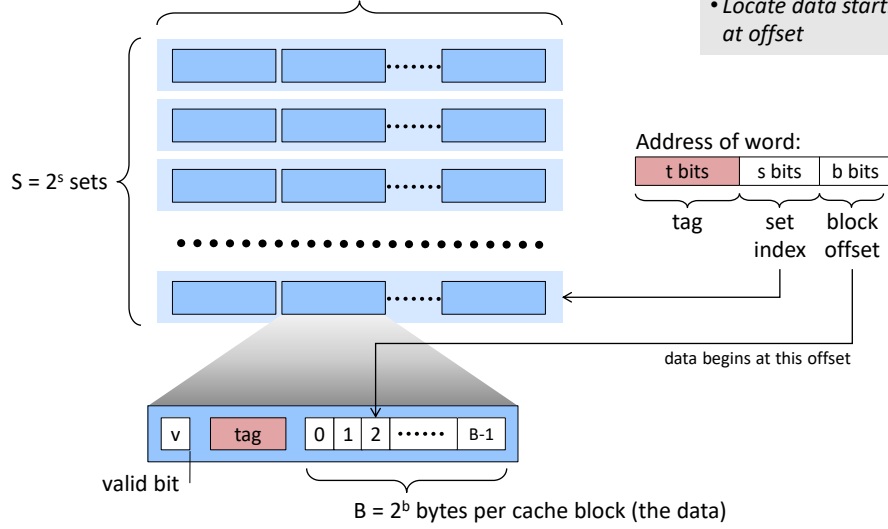 • Locate data start
at offset
Address of word:
t bits s bits b bits
S = 2ˢ sets
tag set block
index offset
data begins at this offset
v tag 0 1 2 •••••• B-1
valid bit
B = 2ᵇ bytes per cache block (the data)